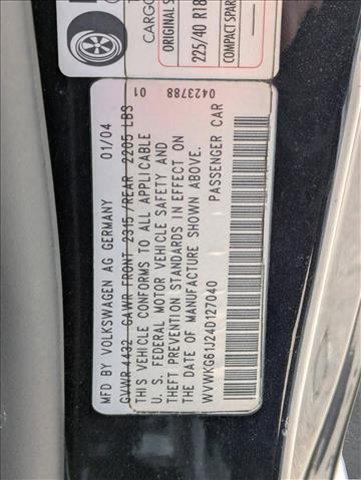 CARGO
ORIGINAL S
225/40 R18
COMPACT SPAR
0423788
01
MFD BY VOLKSWAGEN AG GERMANY 01/04
GVWR 4432 GAWR FRONT 2315/REAR 2205 LBS
THIS VEHICLE CONFORMS TO ALL APPLICABLE
U. S. FEDERAL MOTOR VEHICLE SAFETY AND
THEFT PREVENTION STANDARDS IN EFFECT ON
THE DATE OF MANUFACTURE SHOWN ABOVE.
WVWKG61J24D127040 PASSENGER CAR